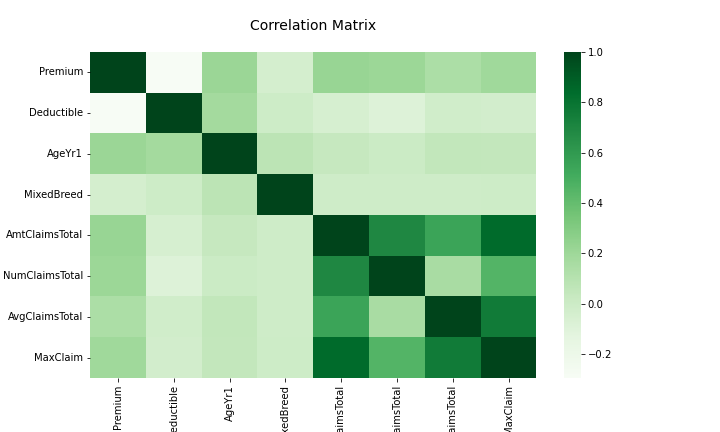 Correlation Matrix
Premium
Deductible
AgeYr1
MixedBreed
AmtClaimsTotal
NumClaimsTotal
AvgClaimsTotal
MaxClaim
1.0
0.8
0.6
0.4
0.2
0.0
−0.2
Premium
eductible
AgeYr1
xedBreed
laimsTotal
laimsTotal
laimsTotal
MaxClaim